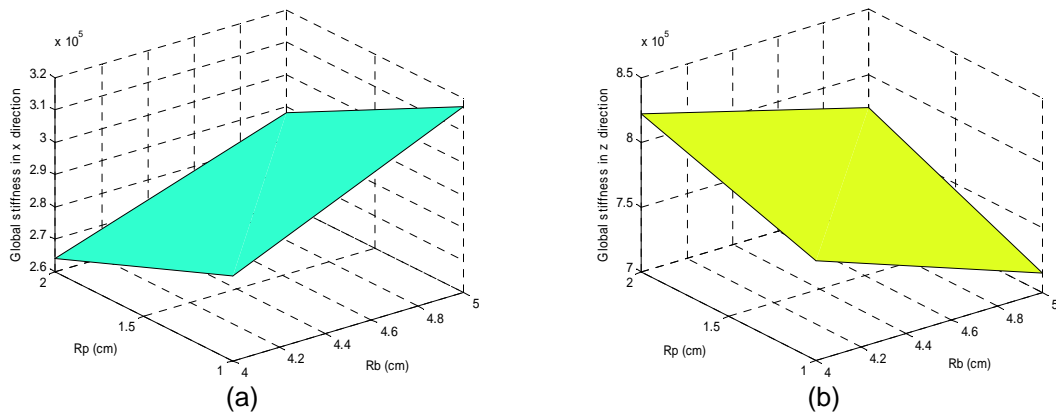 x 10^5
3.2
3.1
3
2.9
2.8
2.7
2.6
2
1.5
1
4
4.2
4.4
4.6
4.8
5
Global stiffness in x direction
Rp (cm)
Rb (cm)
(a)
x 10^5
8.5
8
7.5
7
2
1.5
1
4
4.2
4.4
4.6
4.8
5
Global stiffness in z direction
Rp (cm)
Rb (cm)
(b)